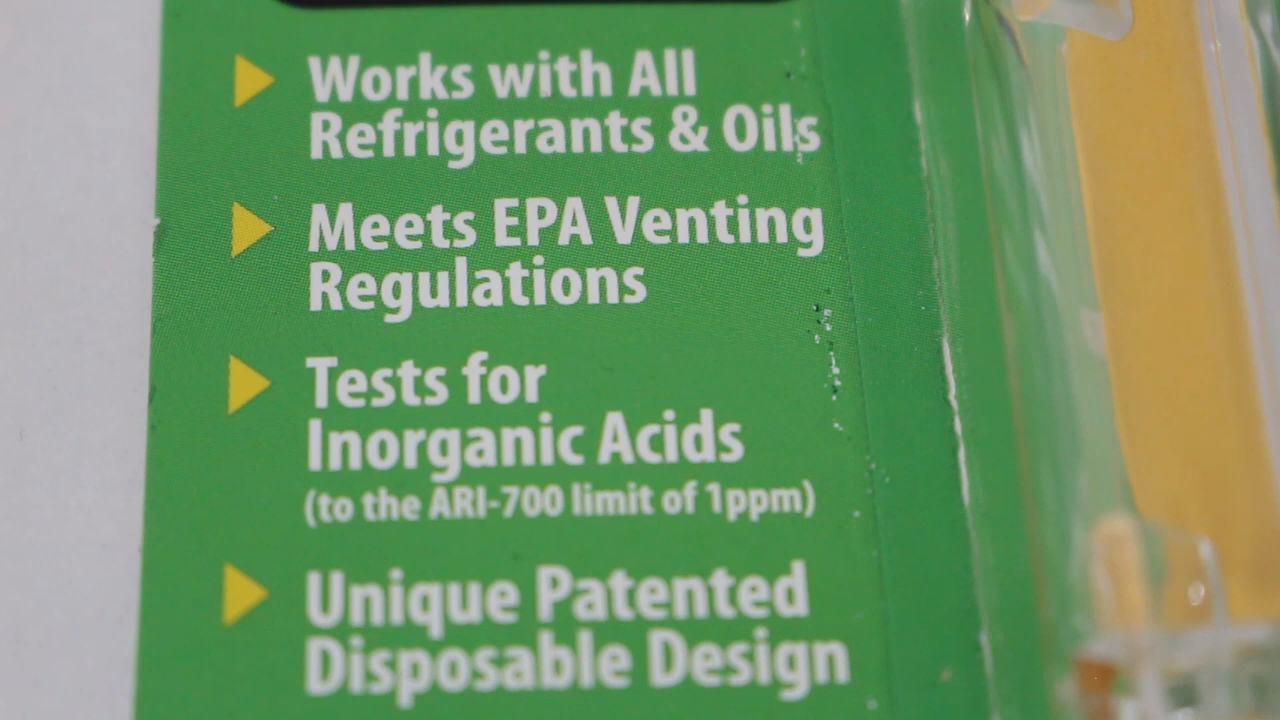 Works with All
Refrigerants & Oils
Meets EPA Venting
Regulations
Tests for
Inorganic Acids
(to the ARI-700 limit of 1ppm)
Unique Patented
Disposable Design